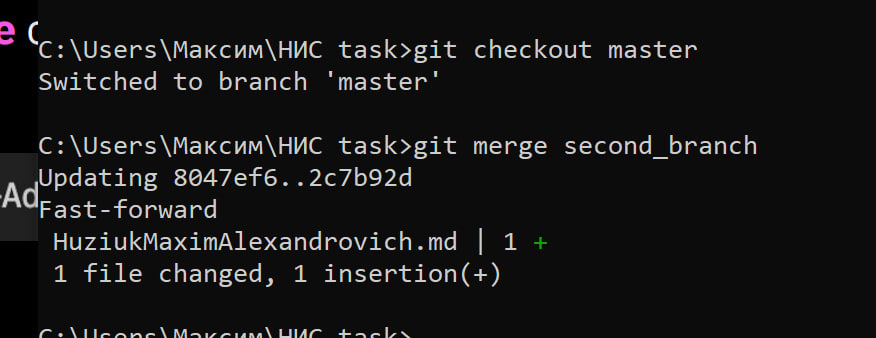 C:\Users\Максим\НИС task>git checkout master
Switched to branch 'master'
C:\Users\Максим\НИС task>git merge second_branch
Updating 8047ef6..2c7b92d
Fast-forward
HuziukMaximAlexandrovich.md | 1 +
1 file changed, 1 insertion(+)
C:\Users\Максим\НИС task>